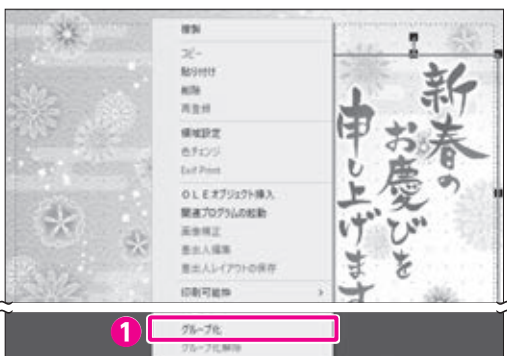 複製
コピー
貼り付け
削除
再登録
領域設定
色チェンジ
Exif Print
ＯＬＥオブジェクト挿入
関連プログラムの起動
画像補正
差出人編集
差出人レイアウトの保存
印刷可能枠
1 グループ化
グループ化解除
新春の
お慶びを
申し上げます